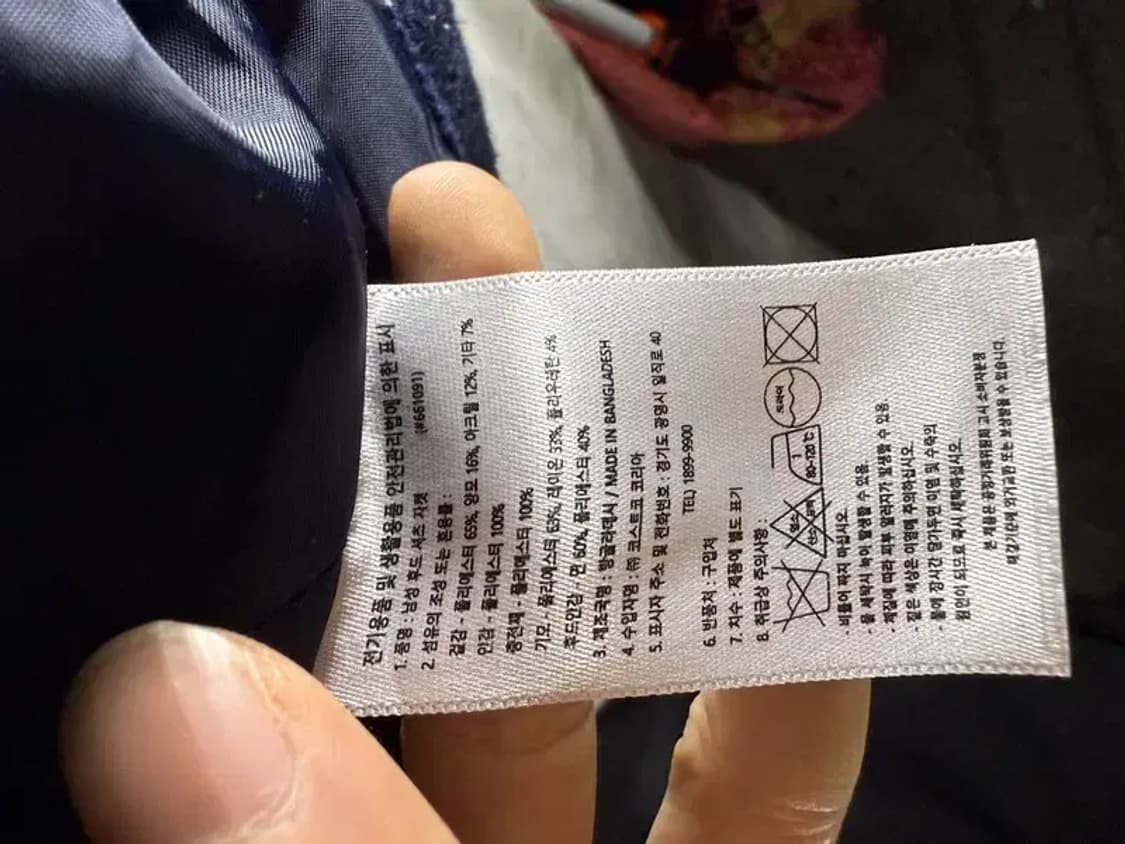 전기용품 및 생활용품 안전관리법에 의한 표시
1. 품명 : 남성 후드 셔츠 자켓 (#661091)
2. 섬유의 조성 또는 혼용률 :
겉감 - 폴리에스터 65%, 양모 16%, 아크릴 12%, 기타 7%
안감 - 폴리에스터 100%
충전재 - 폴리에스터 100%
기모 - 폴리에스터 63%, 레이온 33%, 폴리우레탄 4%
후드안감 - 면 60%, 폴리에스터 40%
3. 제조국명 : 방글라데시 / MADE IN BANGLADESH
4. 수입자명 : ㈜ 코스트코 코리아
5. 표시자 주소 및 전화번호 : 경기도 광명시 일직로 40
TEL) 1899-9900
6. 반품처 : 구입처
7. 치수 : 제품에 별도 표기
8. 취급상 주의사항 :
염소
산소
1
80~120℃
드라이
- 비틀어 짜지 마십시오.
- 물 세탁시 녹이 발생할 수 있음.
- 체질에 따라 피부 알러지가 발생할 수 있음.
- 짙은 색상은 이염에 주의하십시오.
- 물에 장시간 담가두면 이염 및 수축의
원인이 되므로 즉시 세탁하십시오.
본 제품은 공정거래위원회 고시 소비자분쟁
해결기준에 의거 교환 또는 보상받을 수 있습니다.